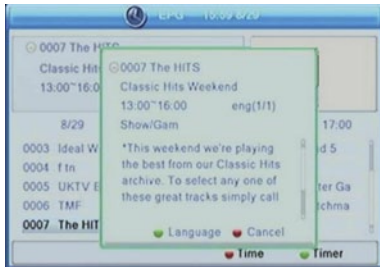 EPG 15:09 8/29
0007 The HITS
Classic Hit
13:00~16:0
0007 The HITS
Classic Hits Weekend
13:00~16:00 eng(1/1)
Show/Gam
*This weekend we're playing
the best from our Classic Hits
archive. To select any one of
these great tracks simply call
Language Cancel
8/29 17:00
0003 Ideal W d 5
0004 f tn
0005 UKTV E ter Ga
0006 TMF tchma
0007 The HIT
Time Timer